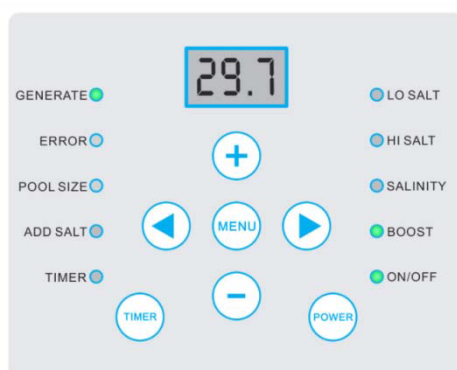 29.7
GENERATE
LO SALT
ERROR
+
HI SALT
POOL SIZE
SALINITY
ADD SALT
MENU
BOOST
TIMER
ON/OFF
−
TIMER
POWER